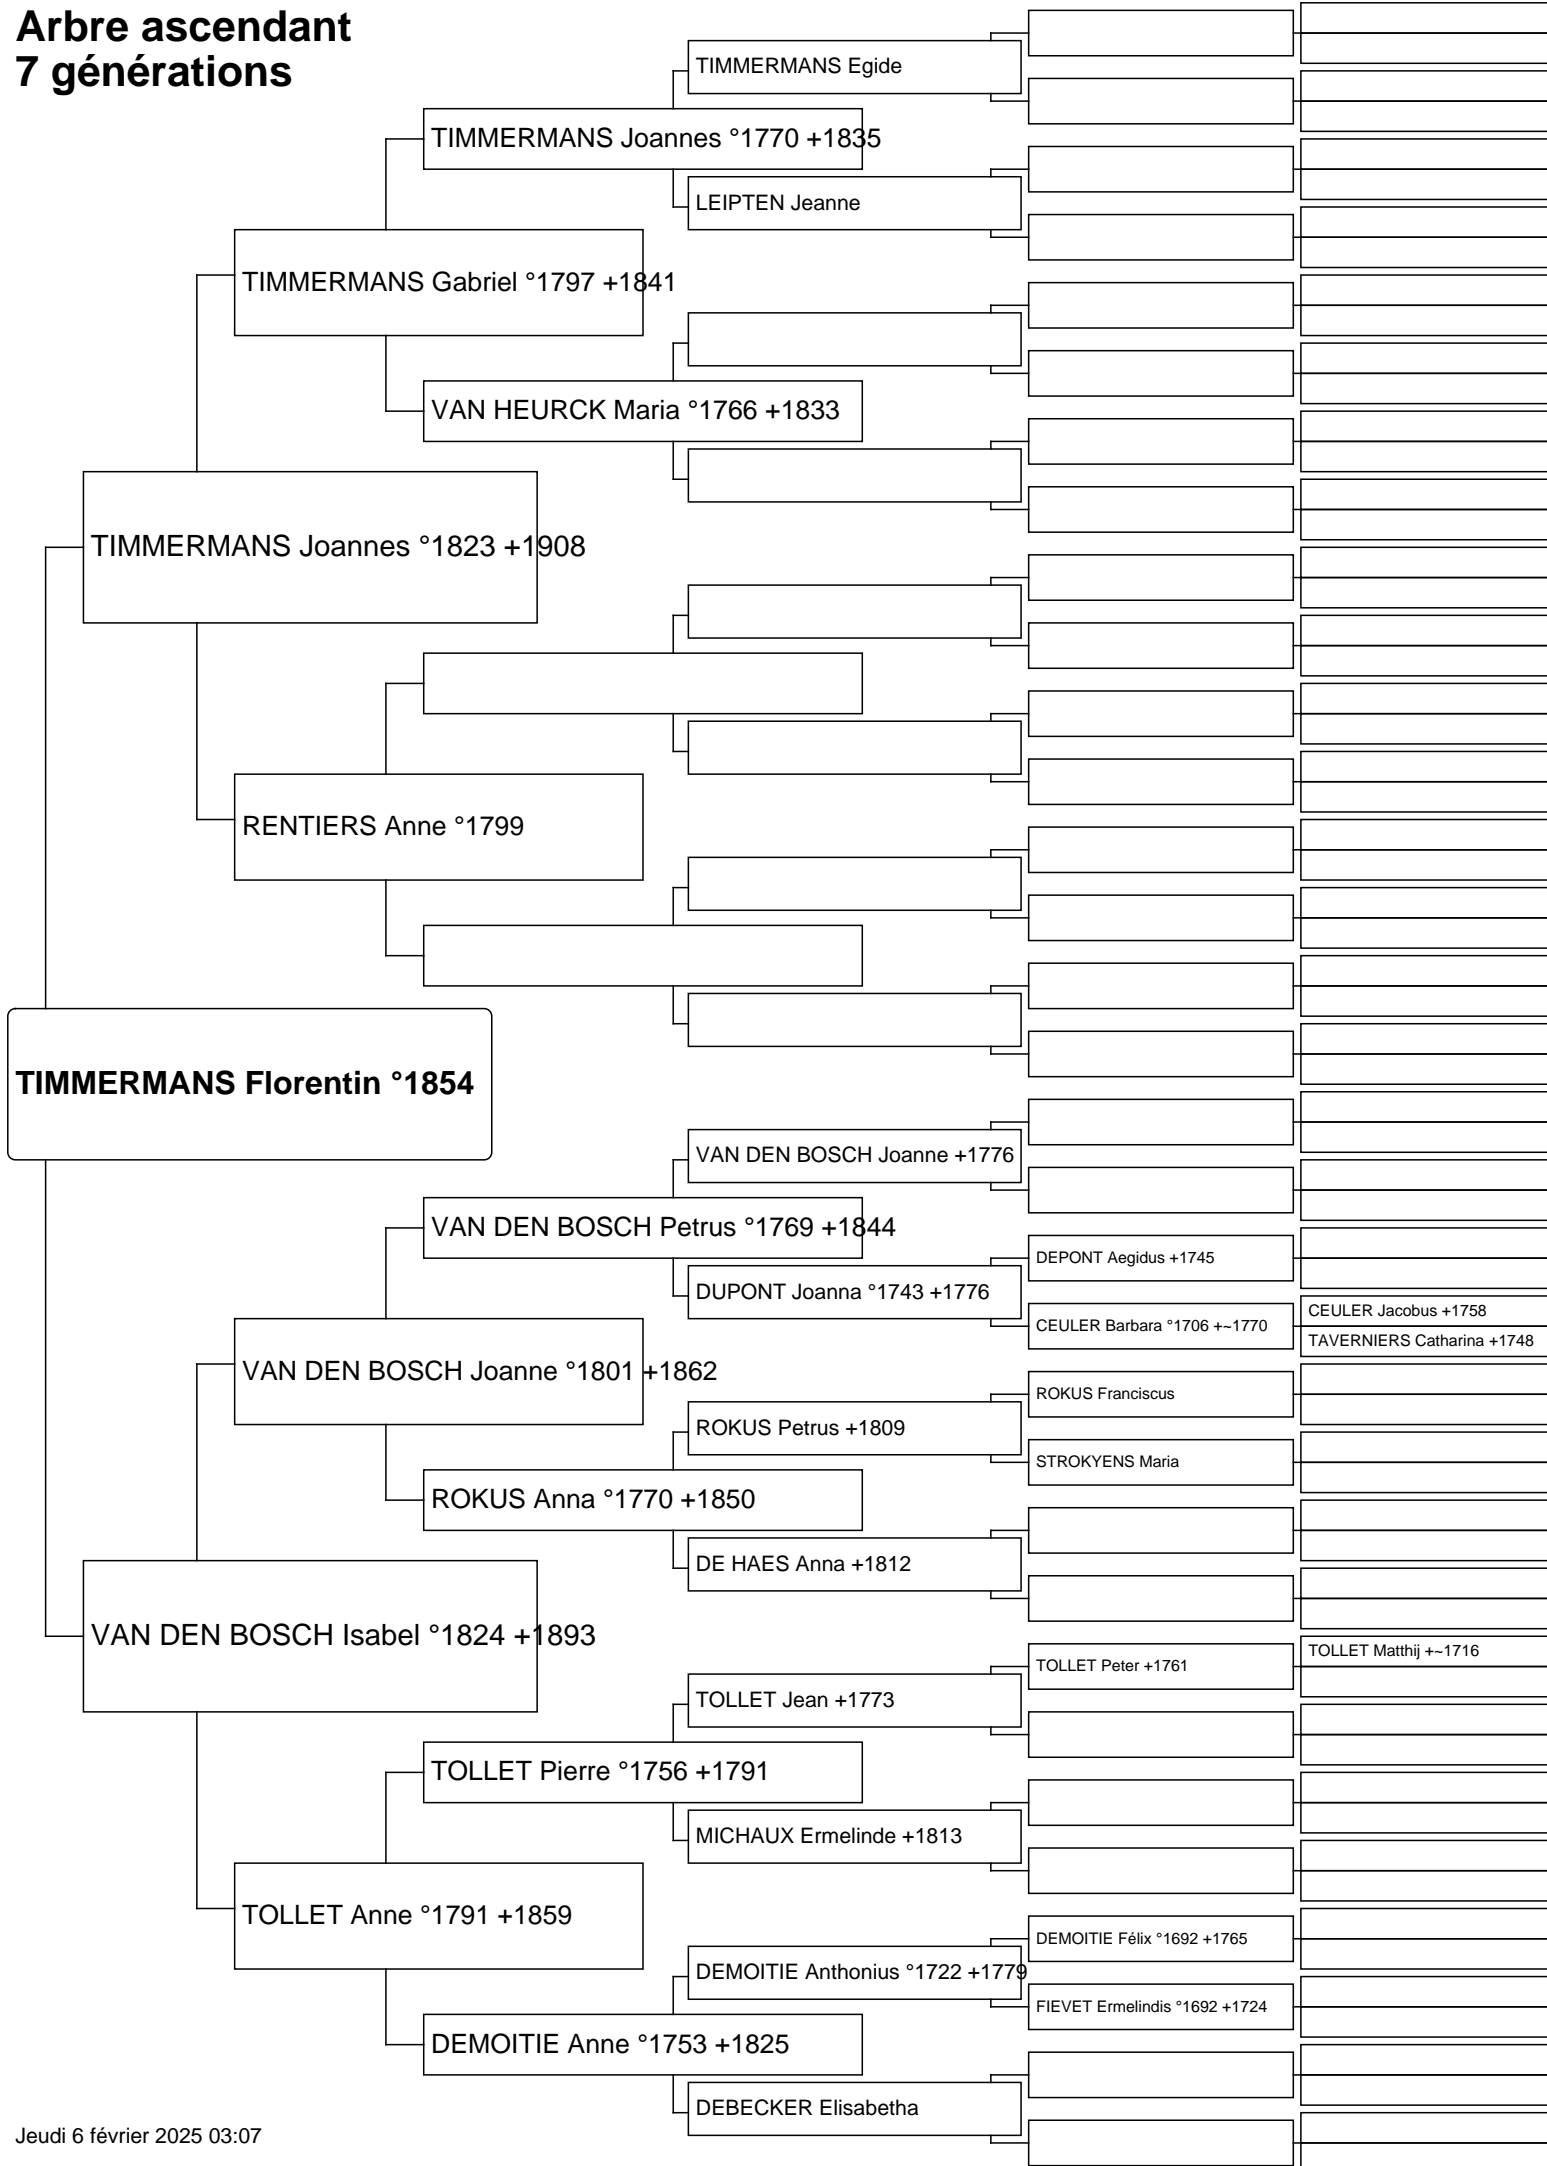 Arbre ascendant
7 générations
TIMMERMANS Egide
TIMMERMANS Joannes °1770 +1835
LEIPTEN Jeanne
TIMMERMANS Gabriel °1797 +1841
VAN HEURCK Maria °1766 +1833
TIMMERMANS Joannes °1823 +1908
RENTIERS Anne °1799
TIMMERMANS Florentin °1854
VAN DEN BOSCH Joanne +1776
VAN DEN BOSCH Petrus °1769 +1844
DEPONT Aegidus +1745
DUPONT Joanna °1743 +1776
CEULER Jacobus +1758
CEULER Barbara °1706 +~1770
TAVERNIERS Catharina +1748
VAN DEN BOSCH Joanne °1801 +1862
ROKUS Franciscus
ROKUS Petrus +1809
STROKYENS Maria
ROKUS Anna °1770 +1850
DE HAES Anna +1812
VAN DEN BOSCH Isabel °1824 +1893
TOLLET Matthij +~1716
TOLLET Peter +1761
TOLLET Jean +1773
TOLLET Pierre °1756 +1791
MICHAUX Ermelinde +1813
TOLLET Anne °1791 +1859
DEMOITIE Félix °1692 +1765
DEMOITIE Anthonius °1722 +1779
FIEVET Ermelindis °1692 +1724
DEMOITIE Anne °1753 +1825
DEBECKER Elisabetha
Jeudi 6 février 2025 03:07